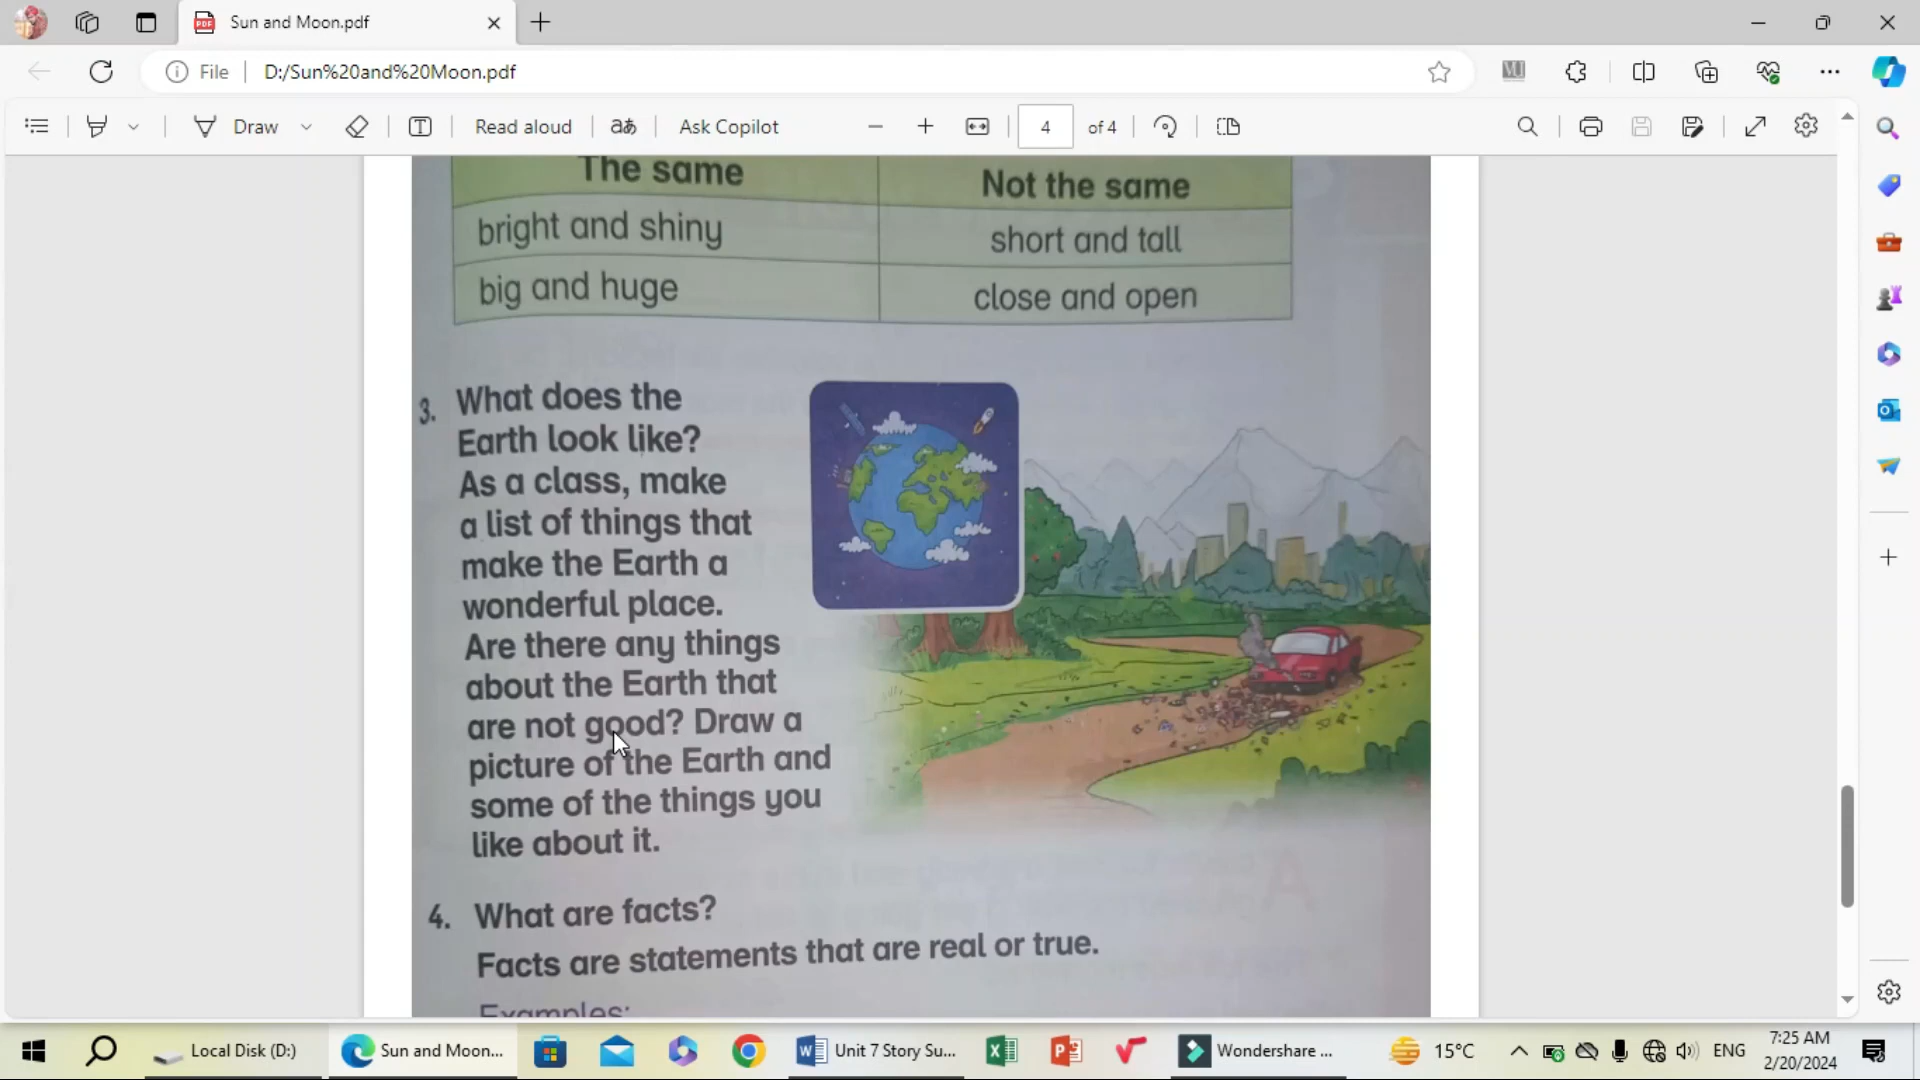 Sun and Moon.pdf
File
D:/Sun%20and%20Moon.pdf
Draw
Read aloud
Ask Copilot
4
of 4
The same
Not the same
bright and shiny
short and tall
big and huge
close and open
3. What does the
Earth look like?
As a class, make
a list of things that
make the Earth a
wonderful place.
Are there any things
about the Earth that
are not good? Draw a
picture of the Earth and
some of the things you
like about it.
4. What are facts?
Facts are statements that are real or true.
Examples:
Local Disk (D:)
Sun and Moon...
Unit 7 Story Su...
Wondershare ...
15°C
ENG
7:25 AM
2/20/2024